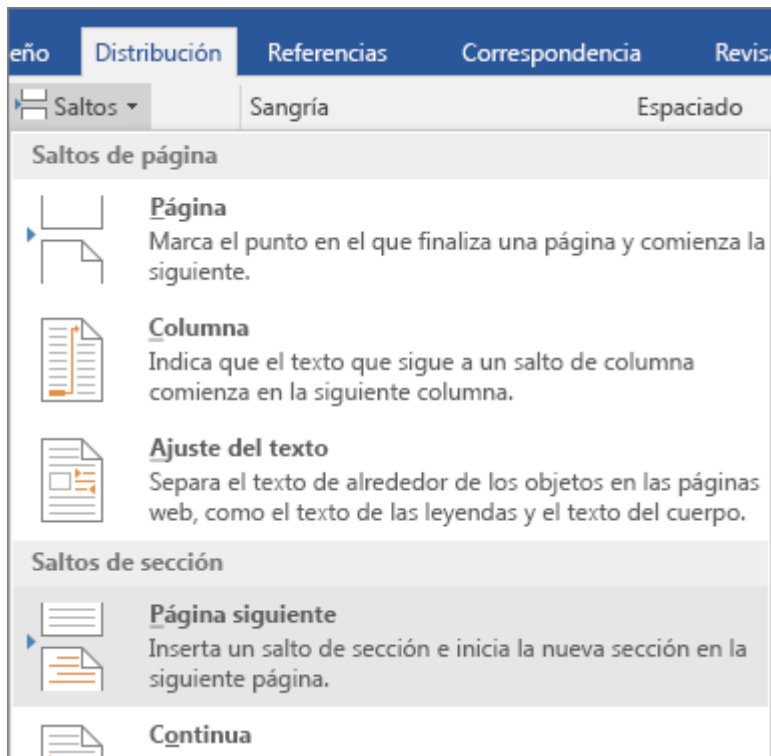 eño Distribución Referencias Correspondencia Revisa
Saltos Sangría Espaciado
Saltos de página
Página
Marca el punto en el que finaliza una página y comienza la
siguiente.
Columna
Indica que el texto que sigue a un salto de columna
comienza en la siguiente columna.
Ajuste del texto
Separa el texto de alrededor de los objetos en las páginas
web, como el texto de las leyendas y el texto del cuerpo.
Saltos de sección
Página siguiente
Inserta un salto de sección e inicia la nueva sección en la
siguiente página.
Continua